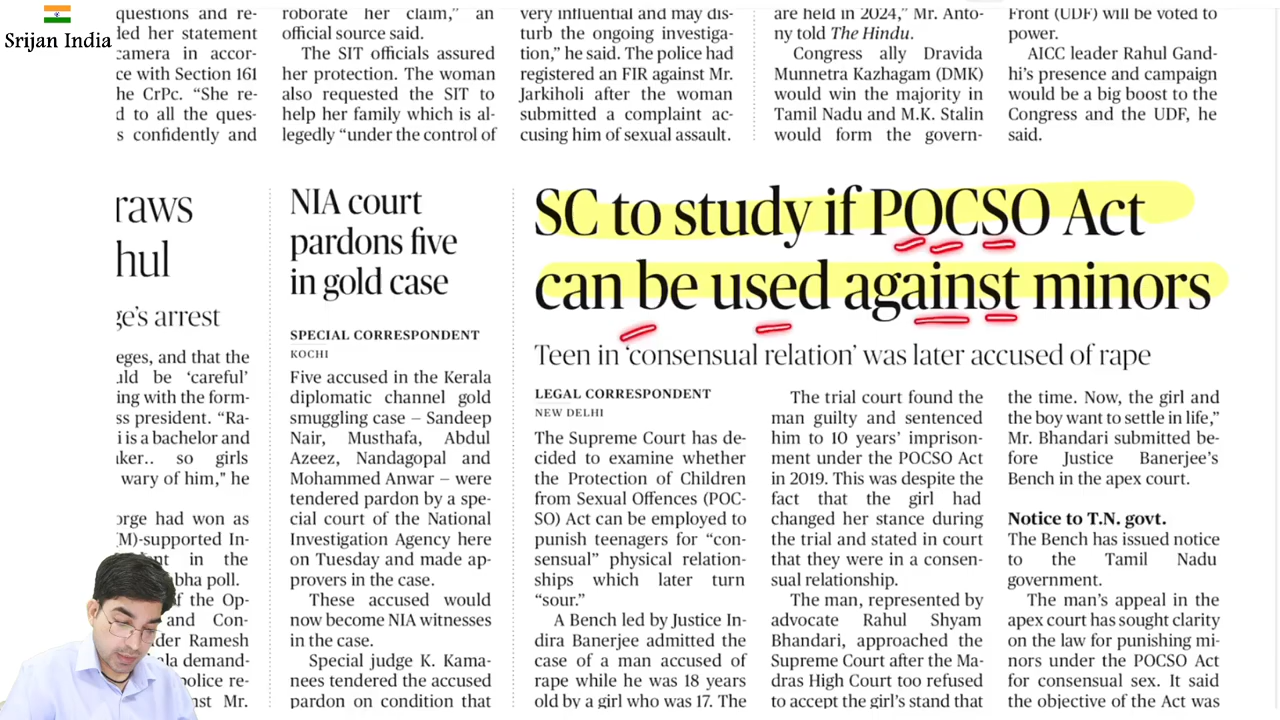 Srijan India
questions and re-
ded her statement
camera in accor-
ce with Section 161
he CrPc. “She re-
d to all the ques-
s confidently and
roborate her claim,” an
official source said.
The SIT officials assured
her protection. The woman
also requested the SIT to
help her family which is al-
legedly “under the control of
very influential and may dis-
turb the ongoing investiga-
tion,” he said. The police had
registered an FIR against Mr.
Jarkiholi after the woman
submitted a complaint ac-
cusing him of sexual assault.
are held in 2024,” Mr. Anto-
ny told The Hindu.
Congress ally Dravida
Munnetra Kazhagam (DMK)
would win the majority in
Tamil Nadu and M.K. Stalin
would form the govern-
Front (UDF) will be voted to
power.
AICC leader Rahul Gand-
hi’s presence and campaign
would be a big boost to the
Congress and the UDF, he
said.
raws
hul
ge’s arrest
eges, and that the
uld be ‘careful’
ing with the form-
ss president. “Ra-
i is a bachelor and
ker.. so girls
wary of him,” he
orge had won as
(M)-supported In-
nt in the
bha poll.
of the Op-
and Con-
der Ramesh
la demand-
police re-
nst Mr.
NIA court
pardons five
in gold case
SPECIAL CORRESPONDENT
KOCHI
Five accused in the Kerala
diplomatic channel gold
smuggling case – Sandeep
Nair, Musthafa, Abdul
Azeez, Nandagopal and
Mohammed Anwar – were
tendered pardon by a spe-
cial court of the National
Investigation Agency here
on Tuesday and made ap-
provers in the case.
These accused would
now become NIA witnesses
in the case.
Special judge K. Kama-
nees tendered the accused
pardon on condition that
SC to study if POCSO Act
can be used against minors
Teen in ‘consensual relation’ was later accused of rape
LEGAL CORRESPONDENT
NEW DELHI
The Supreme Court has de-
cided to examine whether
the Protection of Children
from Sexual Offences (POC-
SO) Act can be employed to
punish teenagers for “con-
sensual” physical relation-
ships which later turn
“sour.”
A Bench led by Justice In-
dira Banerjee admitted the
case of a man accused of
rape while he was 18 years
old by a girl who was 17. The
The trial court found the
man guilty and sentenced
him to 10 years’ imprison-
ment under the POCSO Act
in 2019. This was despite the
fact that the girl had
changed her stance during
the trial and stated in court
that they were in a consen-
sual relationship.
The man, represented by
advocate Rahul Shyam
Bhandari, approached the
Supreme Court after the Ma-
dras High Court too refused
to accept the girl’s stand that
the time. Now, the girl and
the boy want to settle in life,”
Mr. Bhandari submitted be-
fore Justice Banerjee’s
Bench in the apex court.
Notice to T.N. govt.
The Bench has issued notice
to the Tamil Nadu
government.
The man’s appeal in the
apex court has sought clarity
on the law for punishing mi-
nors under the POCSO Act
for consensual sex. It said
the objective of the Act was